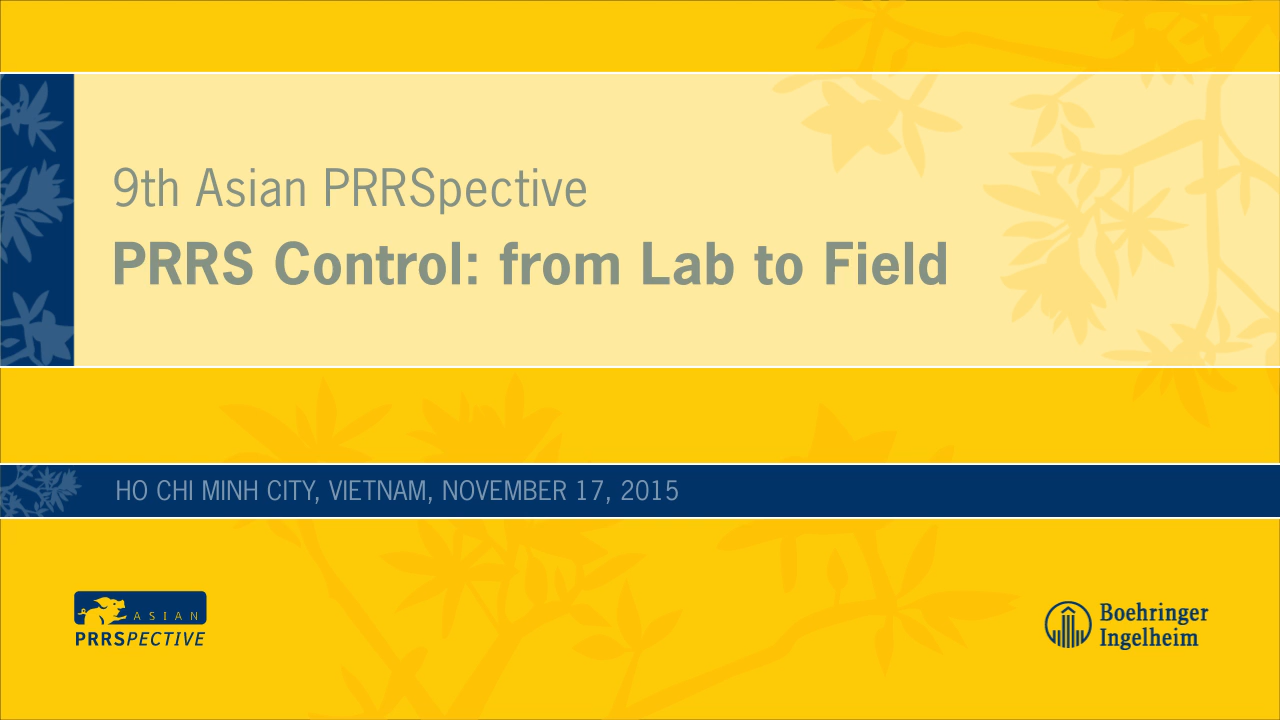 9th Asian PRRSpective
PRRS Control: from Lab to Field
HO CHI MINH CITY, VIETNAM, NOVEMBER 17, 2015
ASIAN
PRRSPECTIVE
Boehringer
Ingelheim